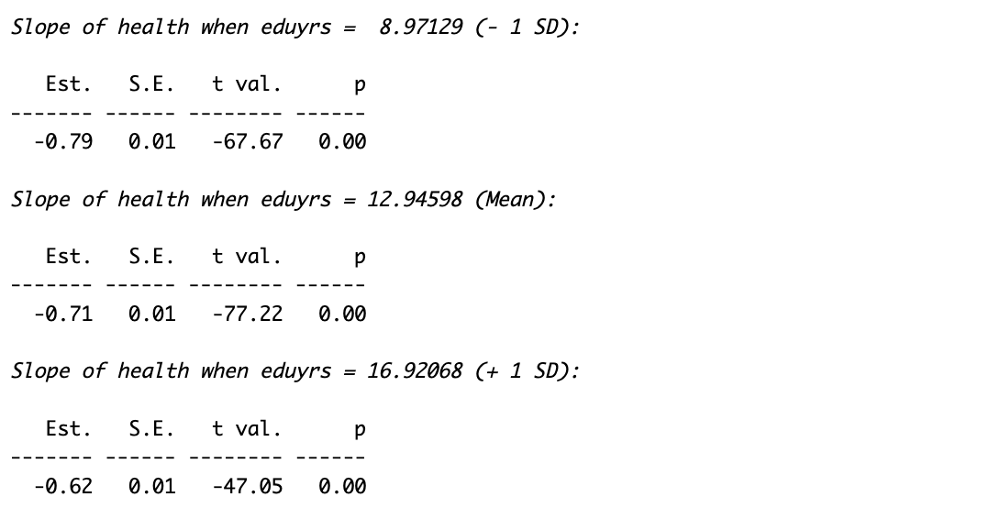 Slope of health when eduyrs =  8.97129 (- 1 SD):
   Est.   S.E.   t val.      p
------- ------ -------- ------
  -0.79   0.01   -67.67   0.00
Slope of health when eduyrs = 12.94598 (Mean):
   Est.   S.E.   t val.      p
------- ------ -------- ------
  -0.71   0.01   -77.22   0.00
Slope of health when eduyrs = 16.92068 (+ 1 SD):
   Est.   S.E.   t val.      p
------- ------ -------- ------
  -0.62   0.01   -47.05   0.00